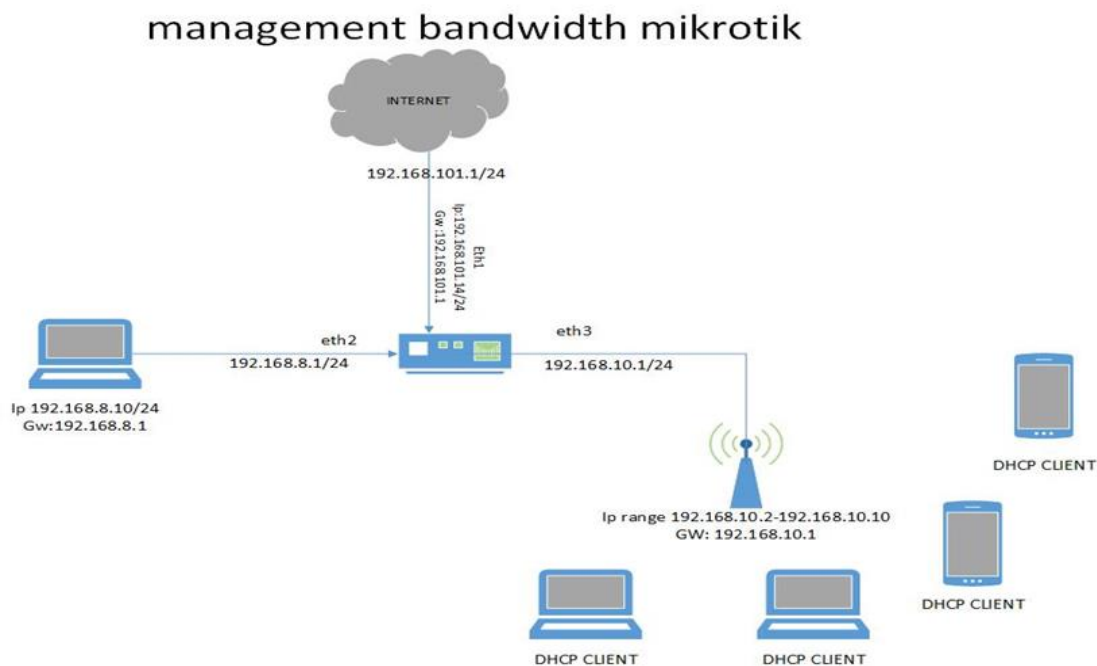 management bandwidth mikrotik
INTERNET
192.168.101.1/24
Eth1
Ip:192.168.101.14/24
Gw :192.168.101.1
eth2
192.168.8.1/24
eth3
192.168.10.1/24
Ip 192.168.8.10/24
Gw:192.168.8.1
DHCP CLIENT
Ip range 192.168.10.2-192.168.10.10
GW: 192.168.10.1
DHCP CLIENT
DHCP CLIENT
DHCP CLIENT